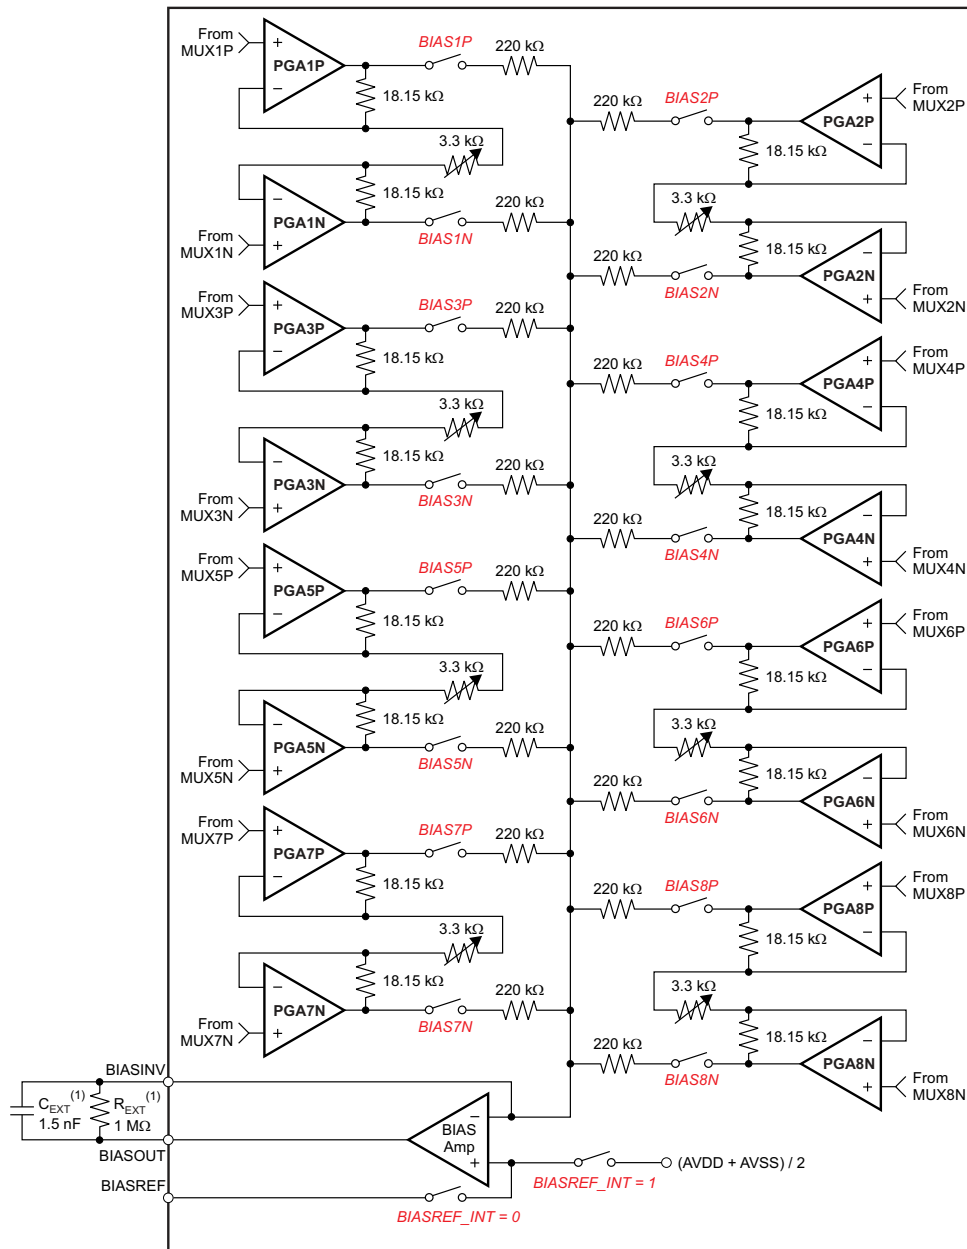 From
MUX1P
+
PGA1P
−
BIAS1P
220 kΩ
18.15 kΩ
3.3 kΩ
−
PGA1N
+
18.15 kΩ
From
MUX1N
BIAS1N
220 kΩ
From
MUX3P
+
PGA3P
−
BIAS3P
220 kΩ
18.15 kΩ
3.3 kΩ
−
PGA3N
+
18.15 kΩ
From
MUX3N
BIAS3N
220 kΩ
From
MUX5P
+
PGA5P
−
BIAS5P
220 kΩ
18.15 kΩ
3.3 kΩ
−
PGA5N
+
18.15 kΩ
From
MUX5N
BIAS5N
220 kΩ
From
MUX7P
+
PGA7P
−
BIAS7P
220 kΩ
18.15 kΩ
3.3 kΩ
−
PGA7N
+
18.15 kΩ
From
MUX7N
BIAS7N
220 kΩ
220 kΩ
BIAS2P
+
PGA2P
−
From
MUX2P
18.15 kΩ
3.3 kΩ
18.15 kΩ
−
PGA2N
+
220 kΩ
BIAS2N
From
MUX2N
220 kΩ
BIAS4P
+
PGA4P
−
From
MUX4P
18.15 kΩ
3.3 kΩ
18.15 kΩ
−
PGA4N
+
220 kΩ
BIAS4N
From
MUX4N
220 kΩ
BIAS6P
+
PGA6P
−
From
MUX6P
18.15 kΩ
3.3 kΩ
18.15 kΩ
−
PGA6N
+
220 kΩ
BIAS6N
From
MUX6N
220 kΩ
BIAS8P
+
PGA8P
−
From
MUX8P
18.15 kΩ
3.3 kΩ
18.15 kΩ
−
PGA8N
+
220 kΩ
BIAS8N
From
MUX8N
BIASINV
C_EXT (1)
1.5 nF
R_EXT (1)
1 MΩ
BIASOUT
−
BIAS
Amp
+
BIASREF
BIASREF_INT = 0
BIASREF_INT = 1
(AVDD + AVSS) / 2